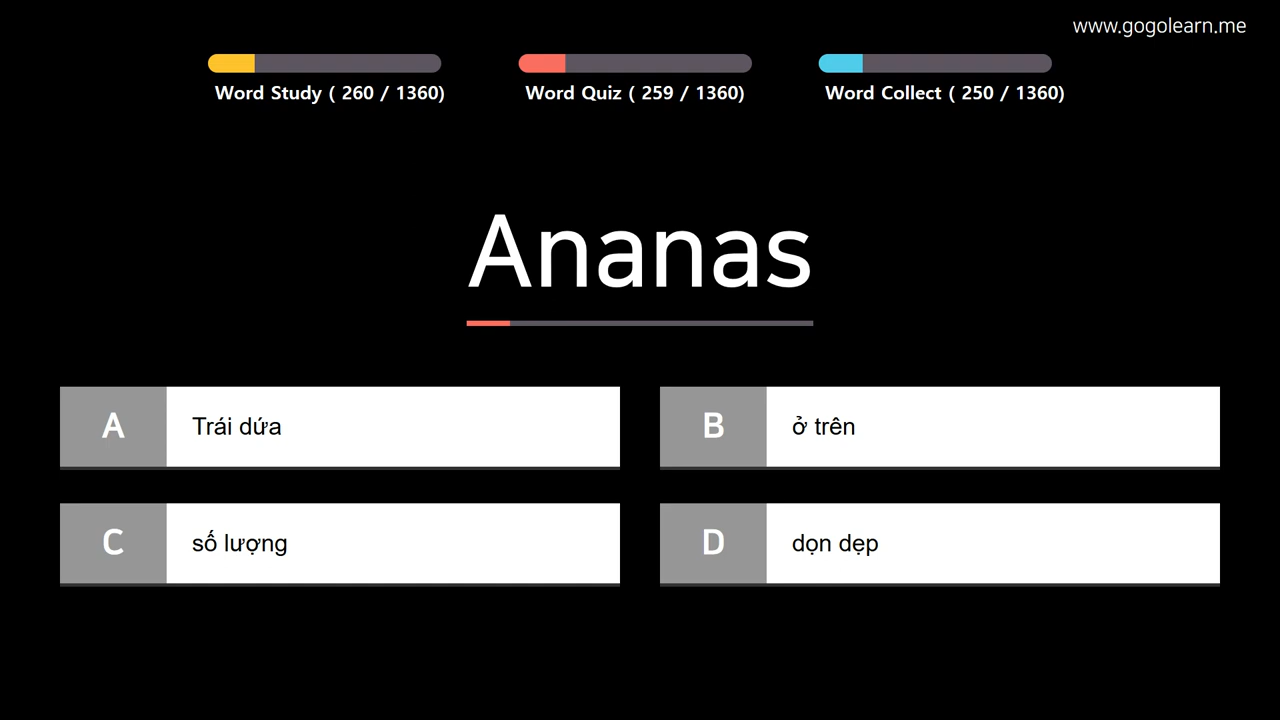 www.gogolearn.me
Word Study ( 260 / 1360)
Word Quiz ( 259 / 1360)
Word Collect ( 250 / 1360)
Ananas
A Trái dứa
B ở trên
C số lượng
D dọn dẹp